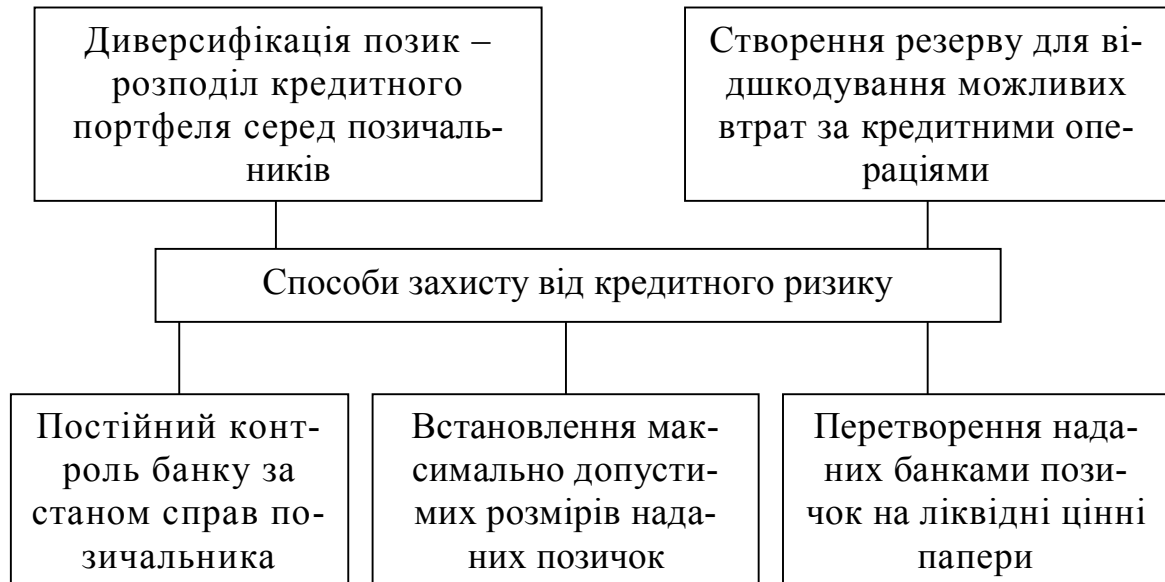 Диверсифікація позик –
розподіл кредитного
портфеля серед позичаль-
ників
Створення резерву для ві-
дшкодування можливих
втрат за кредитними опе-
раціями
Способи захисту від кредитного ризику
Постійний конт-
роль банку за
станом справ по-
зичальника
Встановлення мак-
симально допусти-
мих розмірів нада-
них позичок
Перетворення нада-
них банками пози-
чок на ліквідні цінні
папери